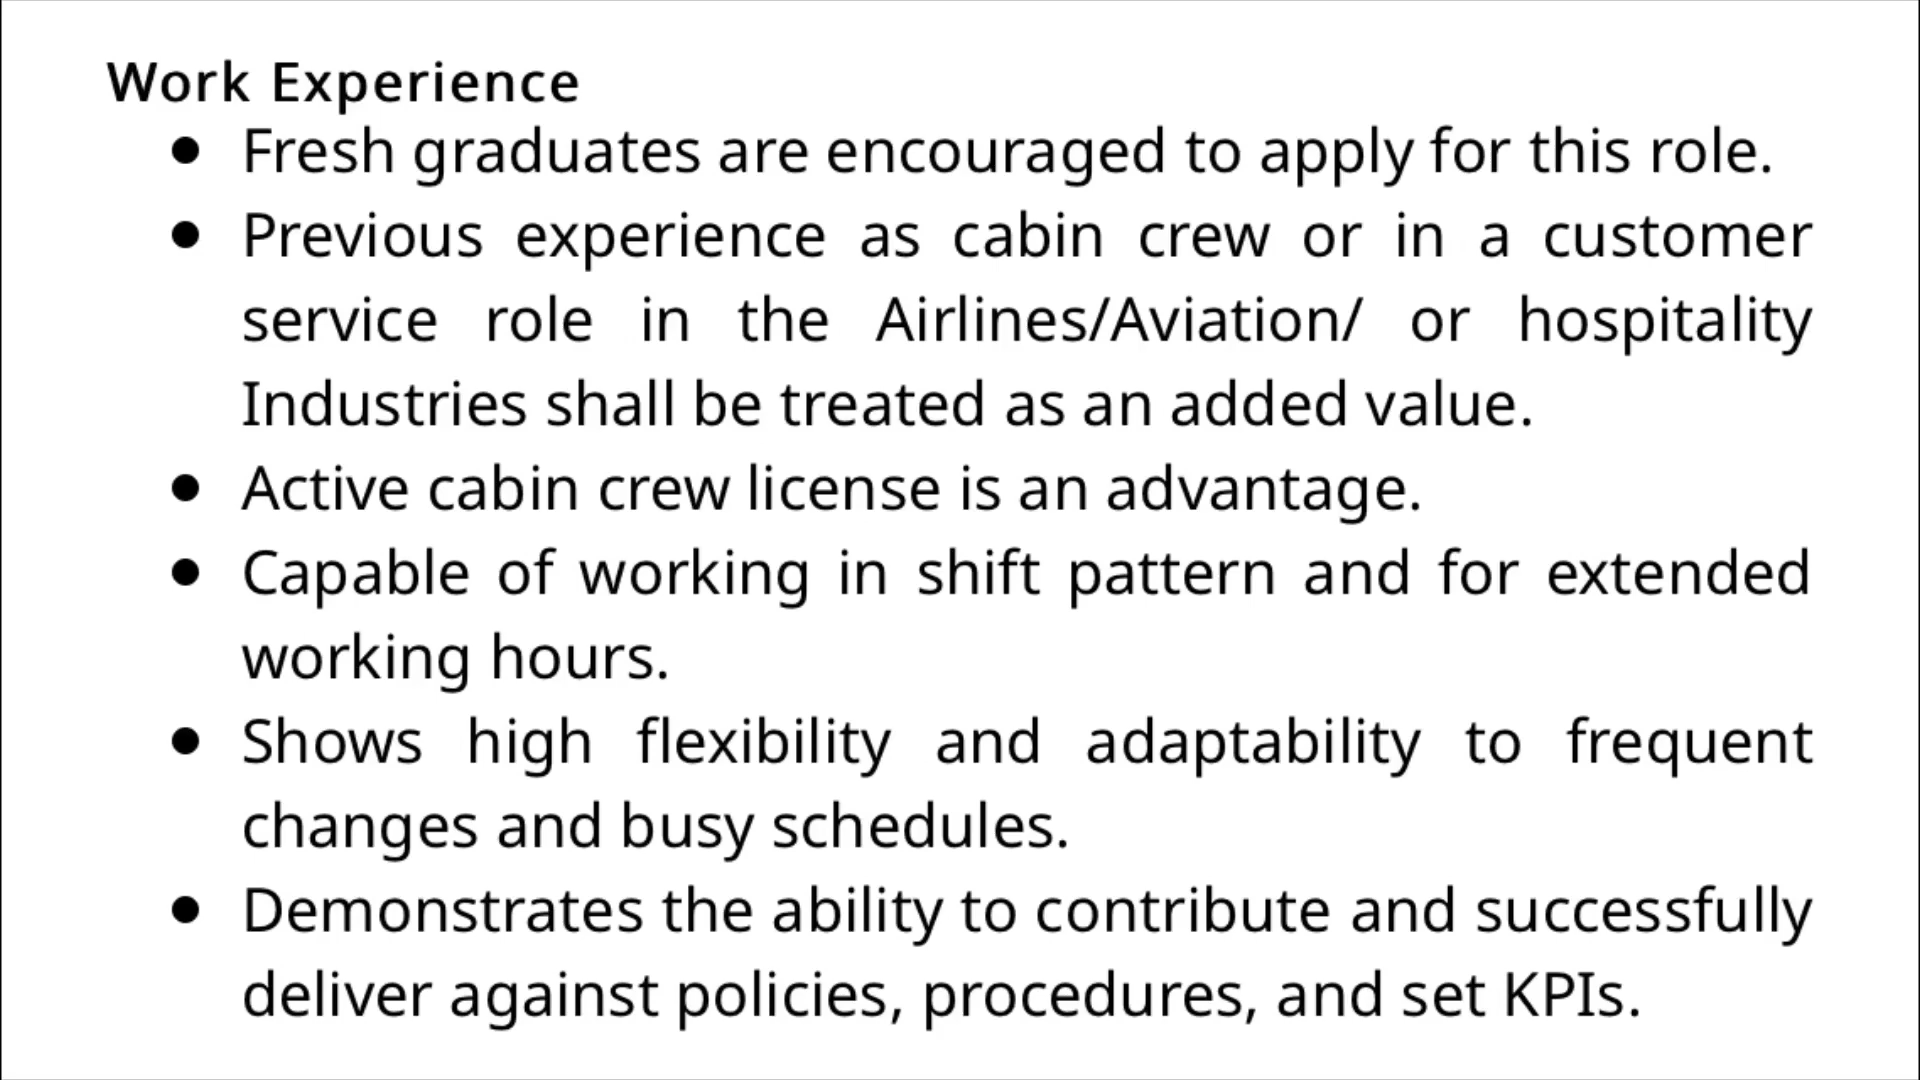 Work Experience
● Fresh graduates are encouraged to apply for this role.
● Previous experience as cabin crew or in a customer
service role in the Airlines/Aviation/ or hospitality
Industries shall be treated as an added value.
● Active cabin crew license is an advantage.
● Capable of working in shift pattern and for extended
working hours.
● Shows high flexibility and adaptability to frequent
changes and busy schedules.
● Demonstrates the ability to contribute and successfully
deliver against policies, procedures, and set KPIs.